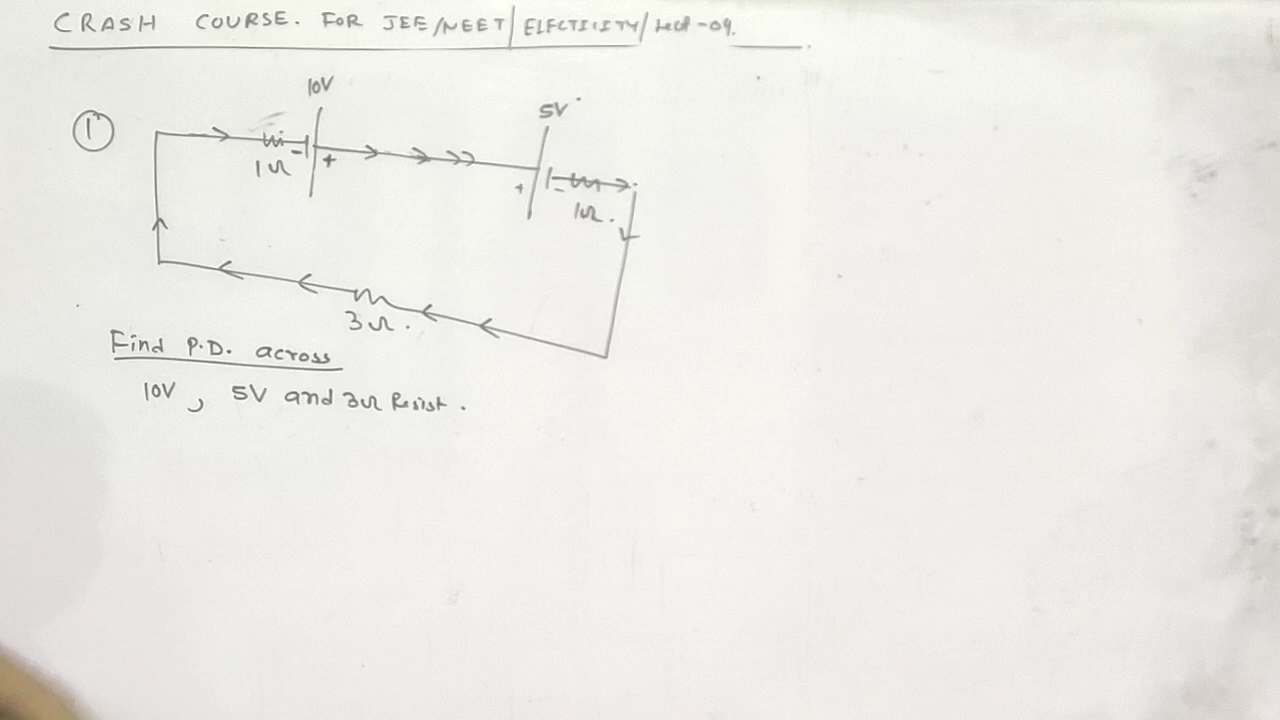 CRASH COURSE. FOR JEE/NEET/ELECTICITY/Lect-09.
10V
5V
1
1Ω
-
+
+
-
1Ω.
3Ω.
Find P.D. across
10V, 5V and 3Ω Resist.